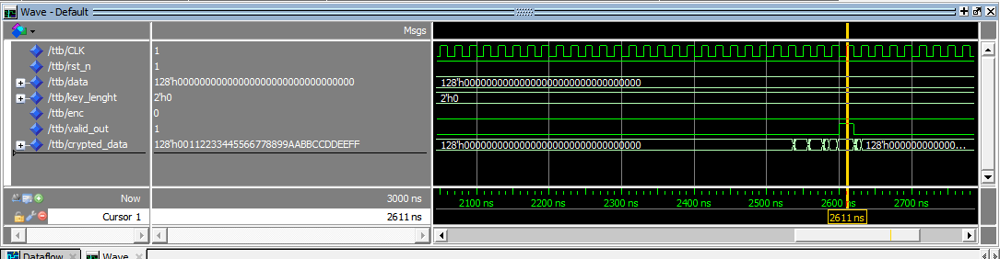 Wave - Default
Msgs
/ttb/CLK 1
/ttb/rst_n 1
/ttb/data 128'h00000000000000000000000000000000 128'h00000000000000000000000000000000
/ttb/key_lenght 2'h0 2'h0
/ttb/enc 0
/ttb/valid_out 1
/ttb/crypted_data 128'h00112233445566778899AABBCCDDEEFF 128'h00000000000000000000000000000000 128'h000000000000...
Now 3000 ns 2100 ns 2200 ns 2300 ns 2400 ns 2500 ns 2600 ns 2700 ns
Cursor 1 2611 ns 2611 ns
Dataflow Wave